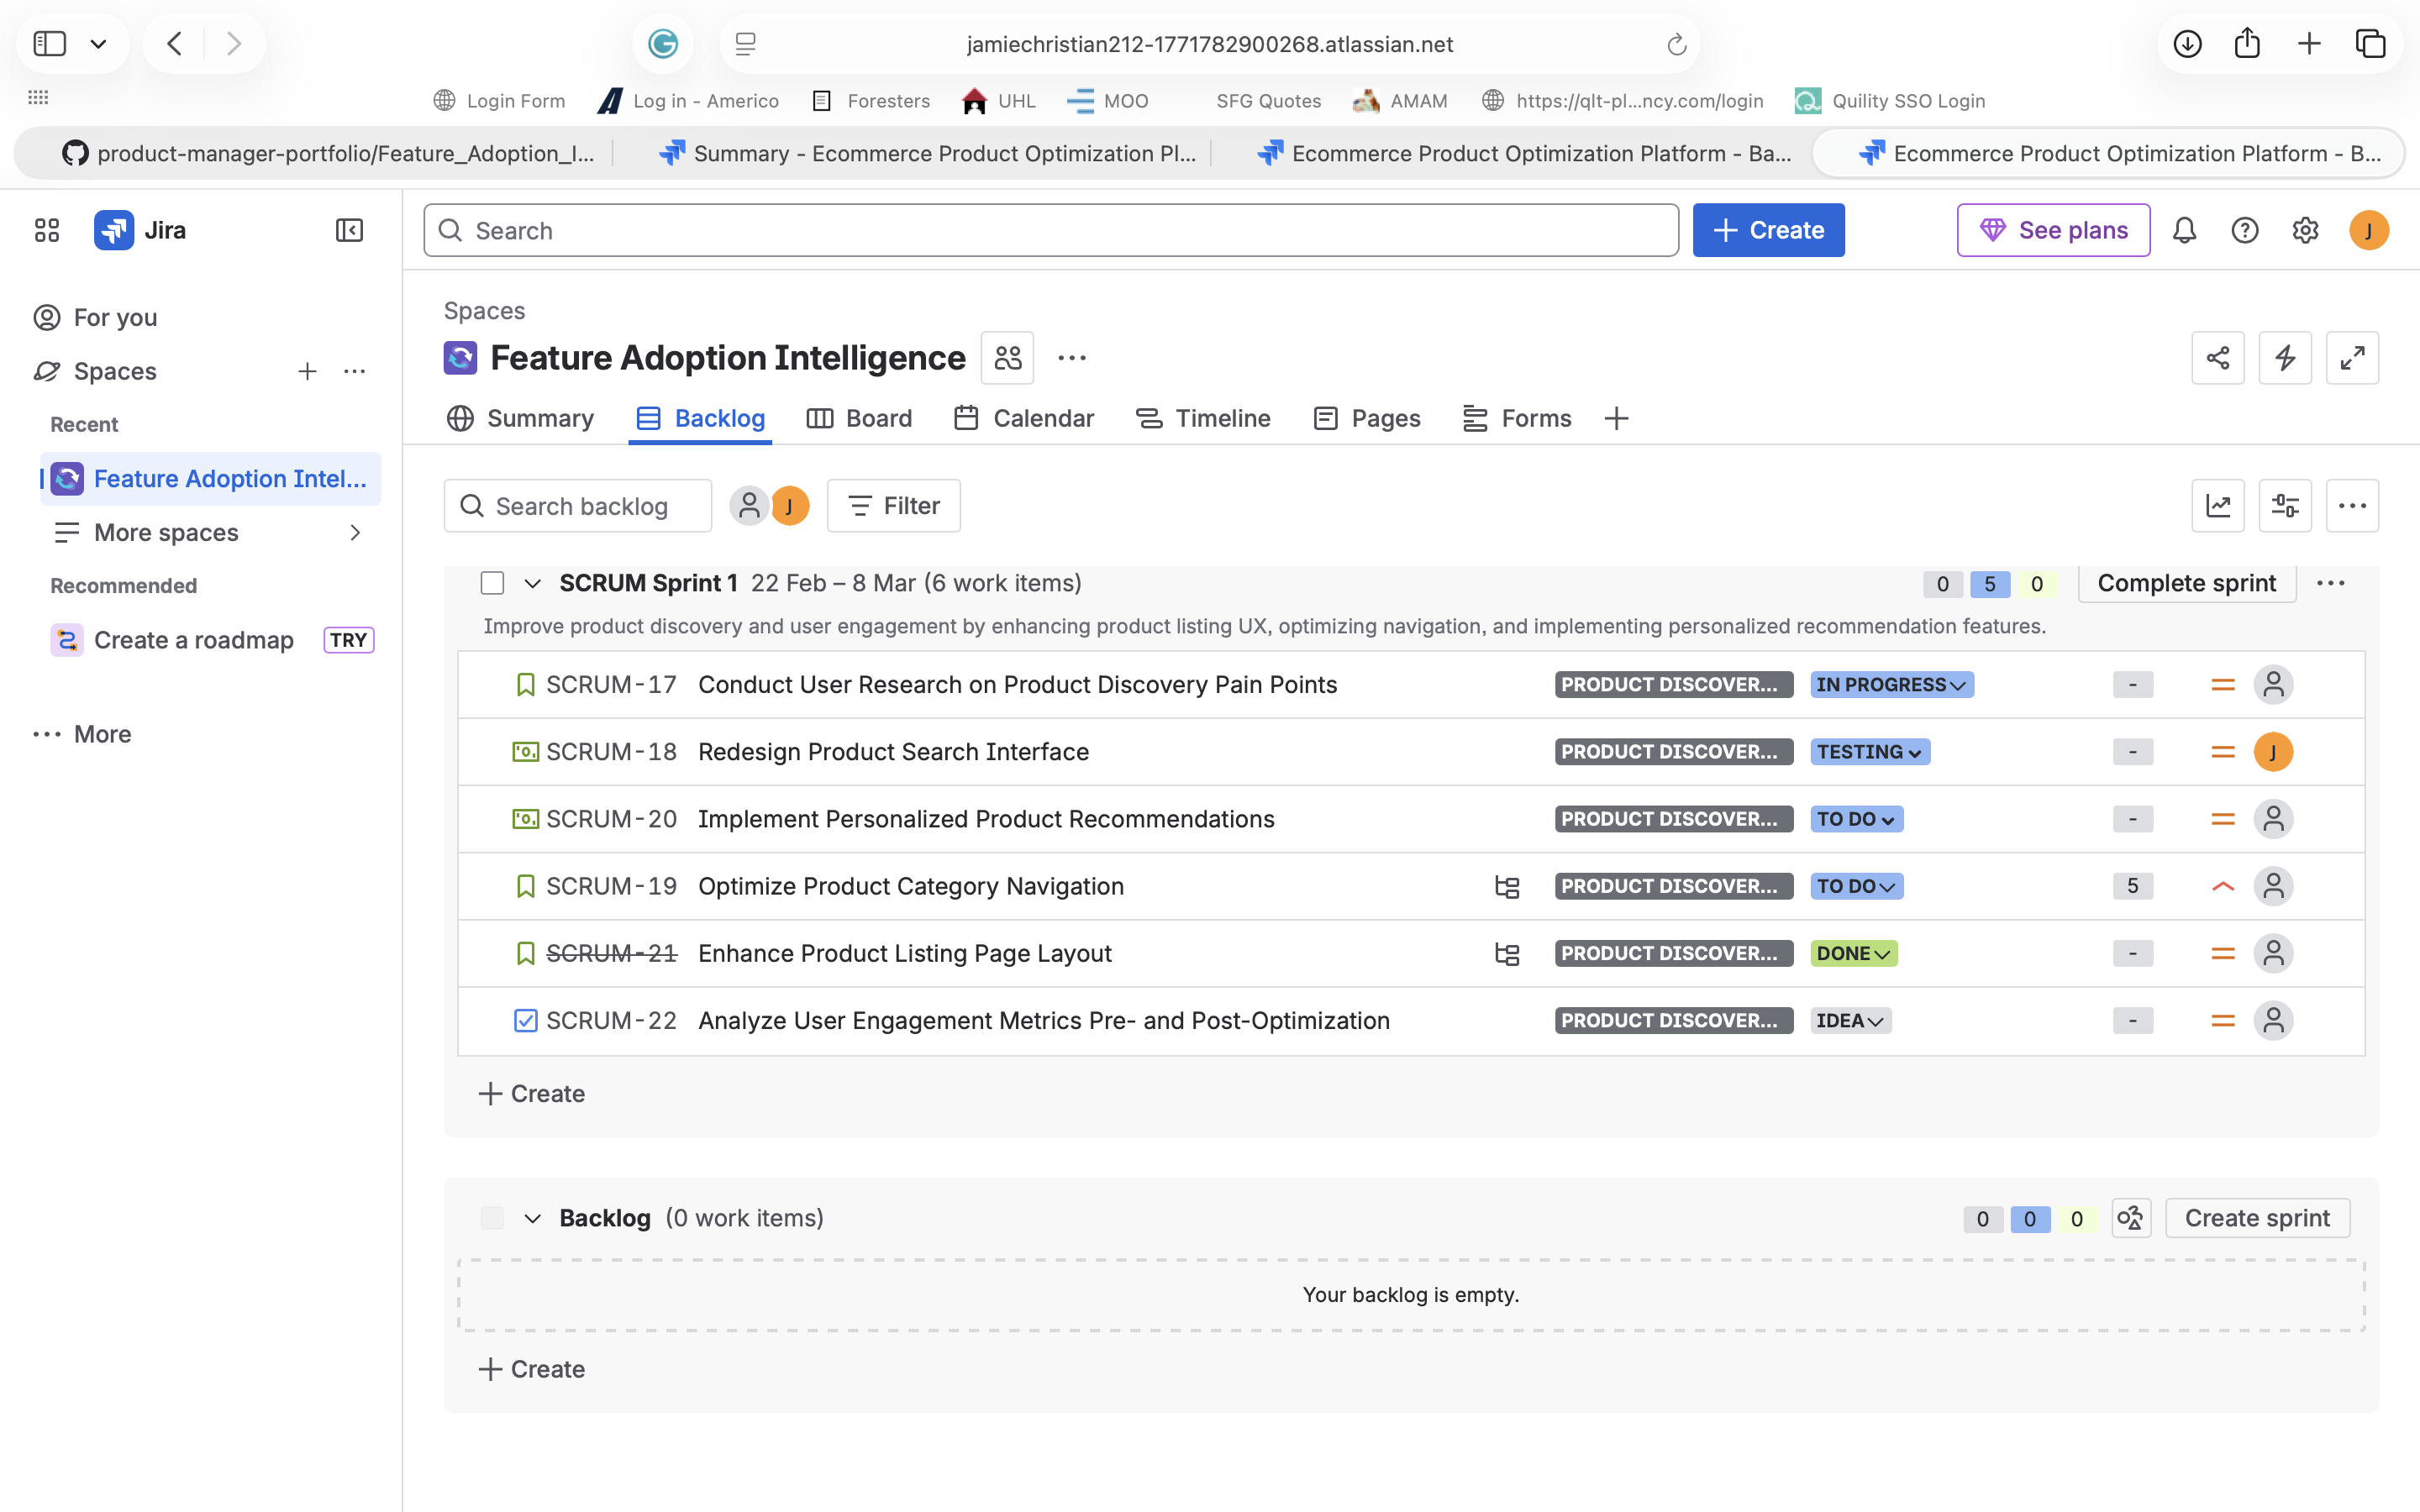 jamiechristian212-1771782900268.atlassian.net
Login Form Log in - Americo Foresters UHL MOO SFG Quotes AMAM https://qlt-pl...ncy.com/login Quility SSO Login
product-manager-portfolio/Feature_Adoption_I... Summary - Ecommerce Product Optimization Pl... Ecommerce Product Optimization Platform - Ba... Ecommerce Product Optimization Platform - B...
Jira
Search
Create
See plans
J
For you
Spaces
Recent
Feature Adoption Intel...
More spaces
Recommended
Create a roadmap TRY
More
Spaces
Feature Adoption Intelligence
Summary Backlog Board Calendar Timeline Pages Forms
Search backlog J Filter
SCRUM Sprint 1 22 Feb – 8 Mar (6 work items) 0 5 0 Complete sprint
Improve product discovery and user engagement by enhancing product listing UX, optimizing navigation, and implementing personalized recommendation features.
SCRUM-17 Conduct User Research on Product Discovery Pain Points PRODUCT DISCOVER... IN PROGRESS -
SCRUM-18 Redesign Product Search Interface PRODUCT DISCOVER... TESTING - J
SCRUM-20 Implement Personalized Product Recommendations PRODUCT DISCOVER... TO DO -
SCRUM-19 Optimize Product Category Navigation PRODUCT DISCOVER... TO DO 5
SCRUM-21 Enhance Product Listing Page Layout PRODUCT DISCOVER... DONE -
SCRUM-22 Analyze User Engagement Metrics Pre- and Post-Optimization PRODUCT DISCOVER... IDEA -
Create
Backlog (0 work items) 0 0 0 Create sprint
Your backlog is empty.
Create